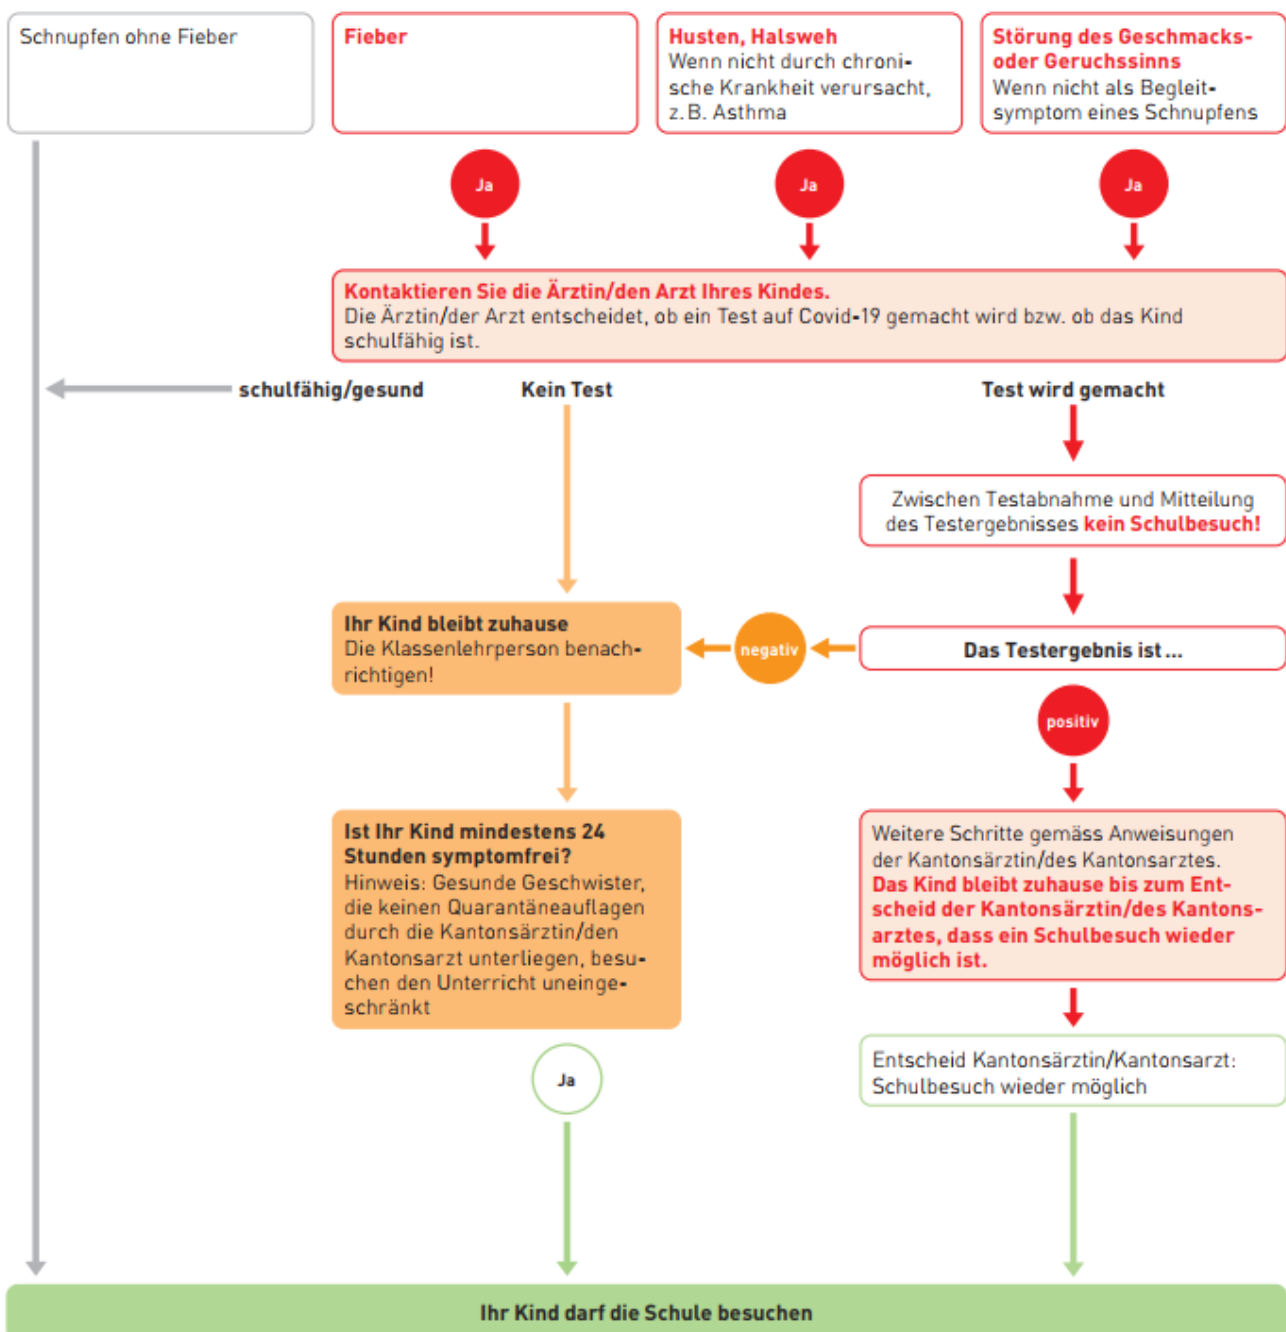 Schnupfen ohne Fieber
Fieber
Husten, Halsweh
Wenn nicht durch chroni-
sche Krankheit verursacht,
z. B. Asthma
Störung des Geschmacks-
oder Geruchssinns
Wenn nicht als Begleit-
symptom eines Schnupfens
Ja
Ja
Ja
Kontaktieren Sie die Ärztin/den Arzt Ihres Kindes.
Die Ärztin/der Arzt entscheidet, ob ein Test auf Covid-19 gemacht wird bzw. ob das Kind
schulfähig ist.
schulfähig/gesund
Kein Test
Test wird gemacht
Zwischen Testabnahme und Mitteilung
des Testergebnisses kein Schulbesuch!
Ihr Kind bleibt zuhause
Die Klassenlehrperson benach-
richtigen!
negativ
Das Testergebnis ist ...
positiv
Ist Ihr Kind mindestens 24
Stunden symptomfrei?
Hinweis: Gesunde Geschwister,
die keinen Quarantäneauflagen
durch die Kantonsärztin/den
Kantonsarzt unterliegen, besu-
chen den Unterricht uneinge-
schränkt
Weitere Schritte gemäss Anweisungen
der Kantonsärztin/des Kantonsarztes.
Das Kind bleibt zuhause bis zum Ent-
scheid der Kantonsärztin/des Kantons-
arztes, dass ein Schulbesuch wieder
möglich ist.
Ja
Entscheid Kantonsärztin/Kantonsarzt:
Schulbesuch wieder möglich
Ihr Kind darf die Schule besuchen